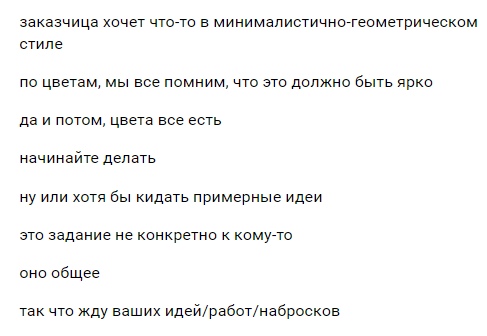 заказчица хочет что-то в минималистично-геометрическом
стиле
по цветам, мы все помним, что это должно быть ярко
да и потом, цвета все есть
начинайте делать
ну или хотя бы кидать примерные идеи
это задание не конкретно к кому-то
оно общее
так что жду ваших идей/работ/набросков